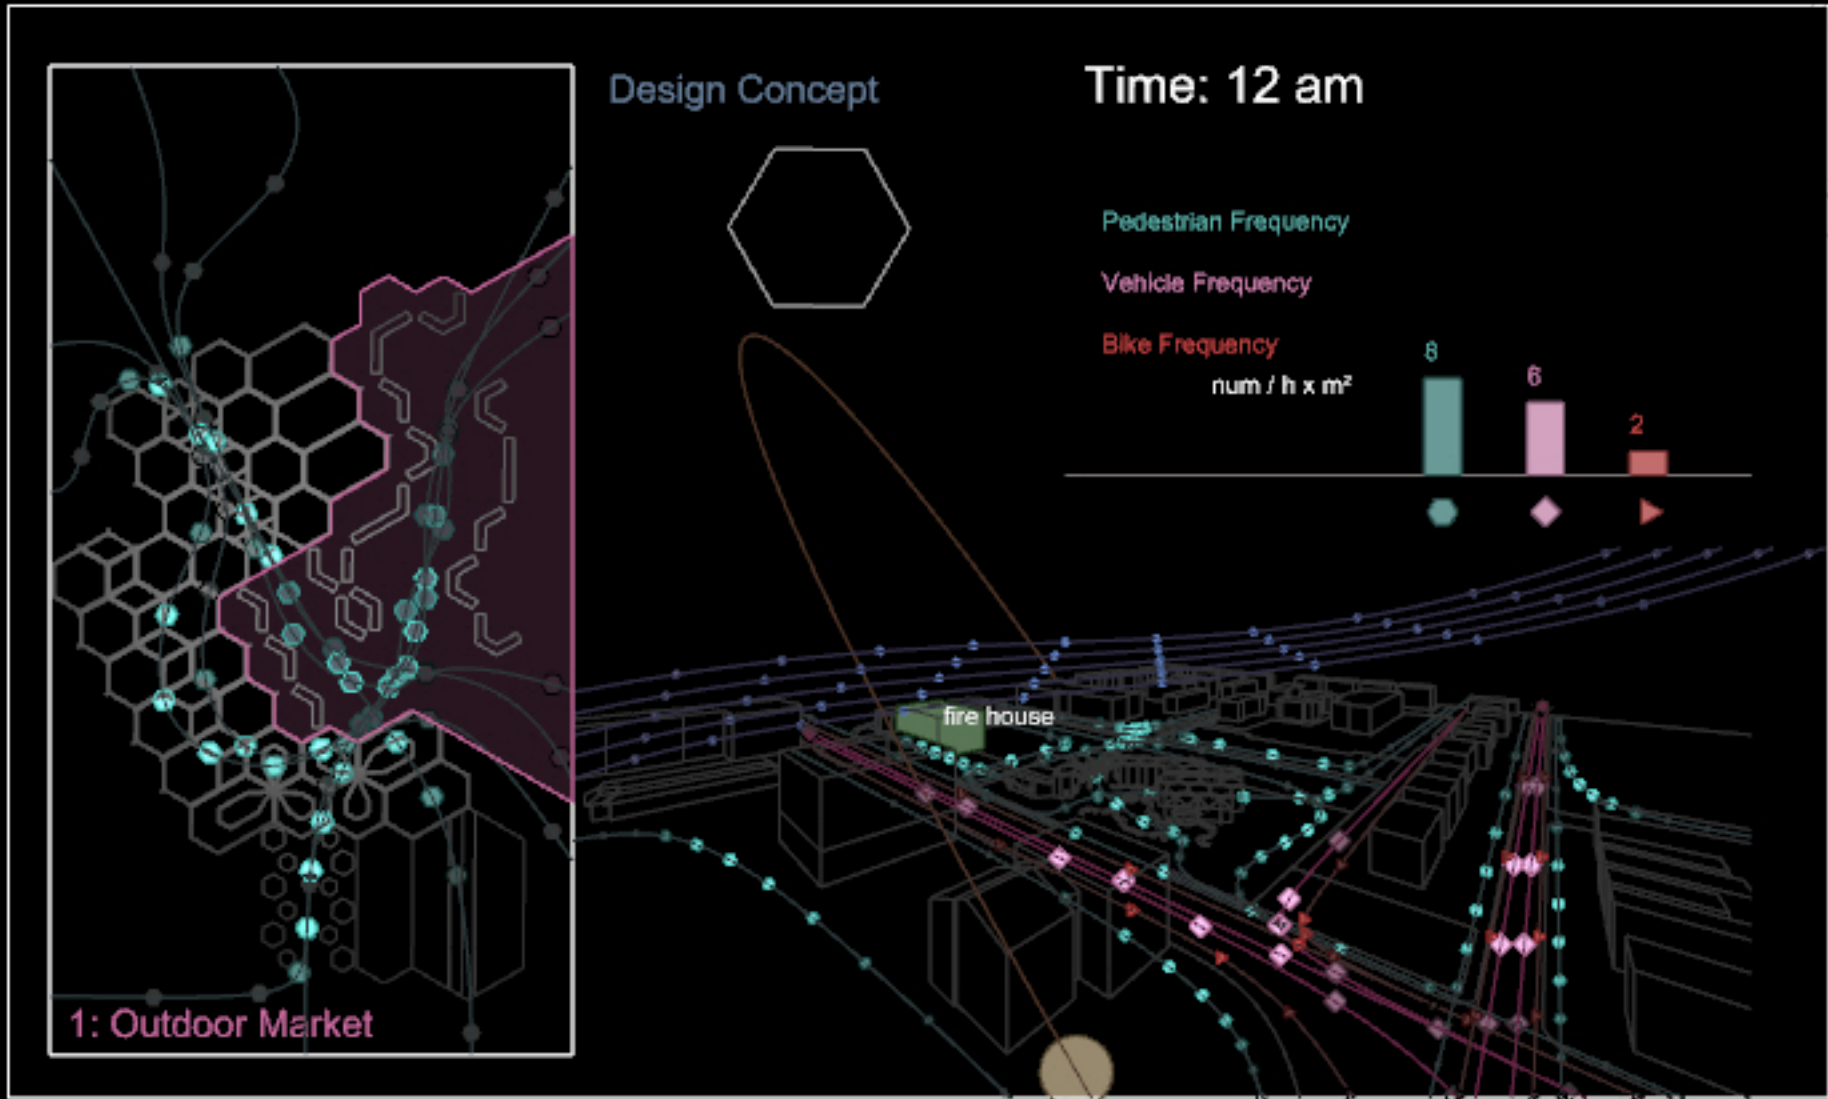 Design Concept
Time: 12 am
Pedestrian Frequency
Vehicle Frequency
Bike Frequency
num / h x m²
8
6
2
fire house
1: Outdoor Market